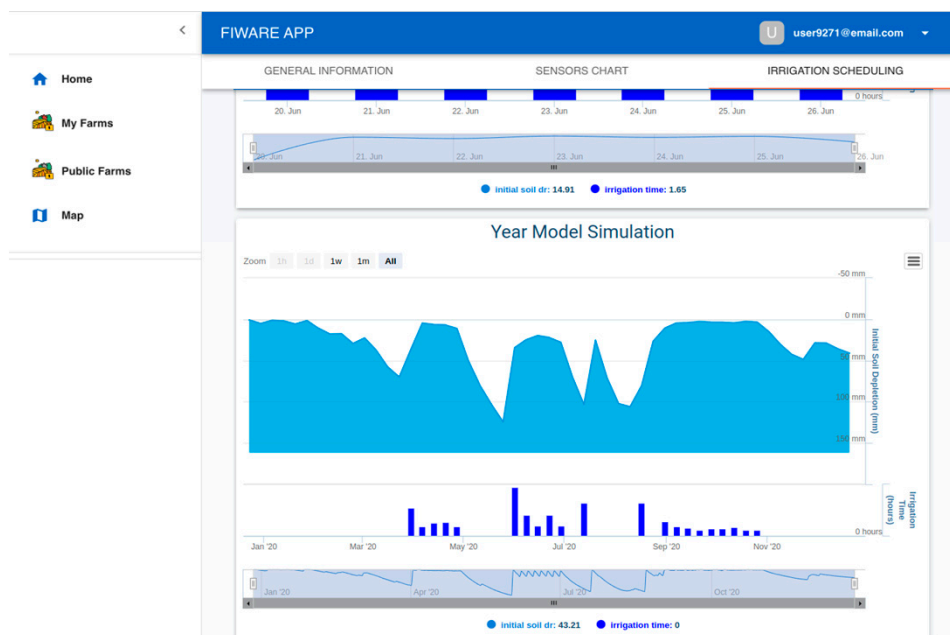 FIWARE APP
U
user9271@email.com
Home
My Farms
Public Farms
Map
GENERAL INFORMATION
SENSORS CHART
IRRIGATION SCHEDULING
0 hours
20. Jun
21. Jun
22. Jun
23. Jun
24. Jun
25. Jun
26. Jun
20. Jun
21. Jun
22. Jun
23. Jun
24. Jun
25. Jun
26. Jun
initial soil dr: 14.91
irrigation time: 1.65
Year Model Simulation
Zoom 1h 1d 1w 1m All
-50 mm
0 mm
50 mm
100 mm
150 mm
Initial Soil Depletion (mm)
Irrigation
Time
(hours)
0 hours
Jan '20
Mar '20
May '20
Jul '20
Sep '20
Nov '20
Jan '20
Apr '20
Jul '20
Oct '20
initial soil dr: 43.21
irrigation time: 0